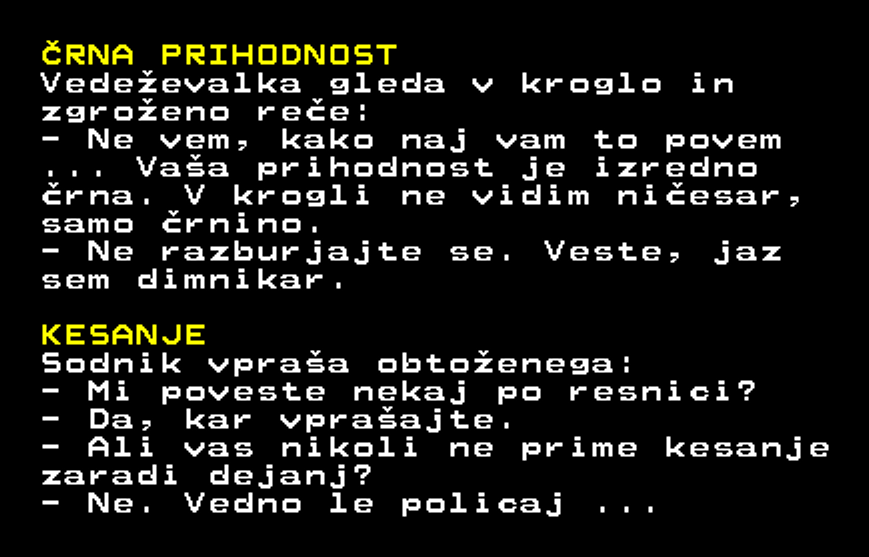 ČRNA PRIHODNOST
Vedeževalka gleda v kroglo in
zgroženo reče:
- Ne vem, kako naj vam to povem
... Vaša prihodnost je izredno
črna. V krogli ne vidim ničesar,
samo črnino.
- Ne razburjajte se. Veste, jaz
sem dimnikar.

KESANJE
Sodnik vpraša obtoženega:
- Mi poveste nekaj po resnici?
- Da, kar vprašajte.
- Ali vas nikoli ne prime kesanje
zaradi dejanj?
- Ne. Vedno le policaj ...